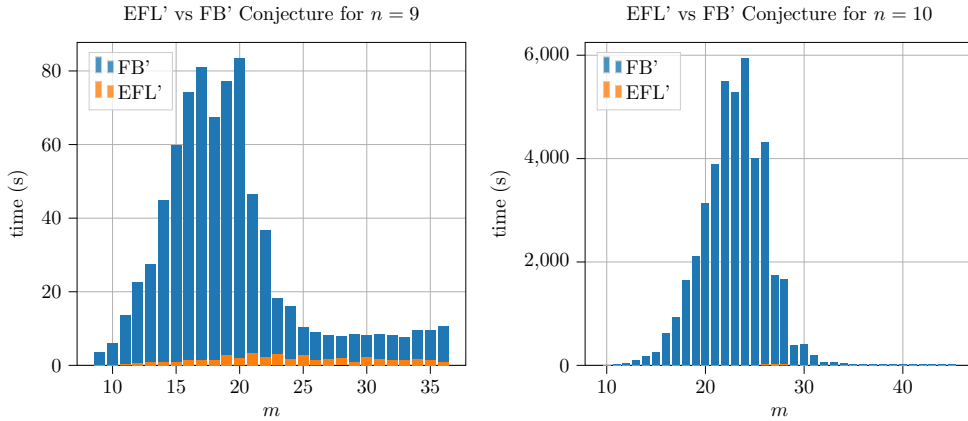 EFL' vs FB' Conjecture for n = 9
80
60
40
20
0
time (s)
FB'
EFL'
10 15 20 25 30 35
m
EFL' vs FB' Conjecture for n = 10
6,000
4,000
2,000
0
time (s)
FB'
EFL'
10 20 30 40
m